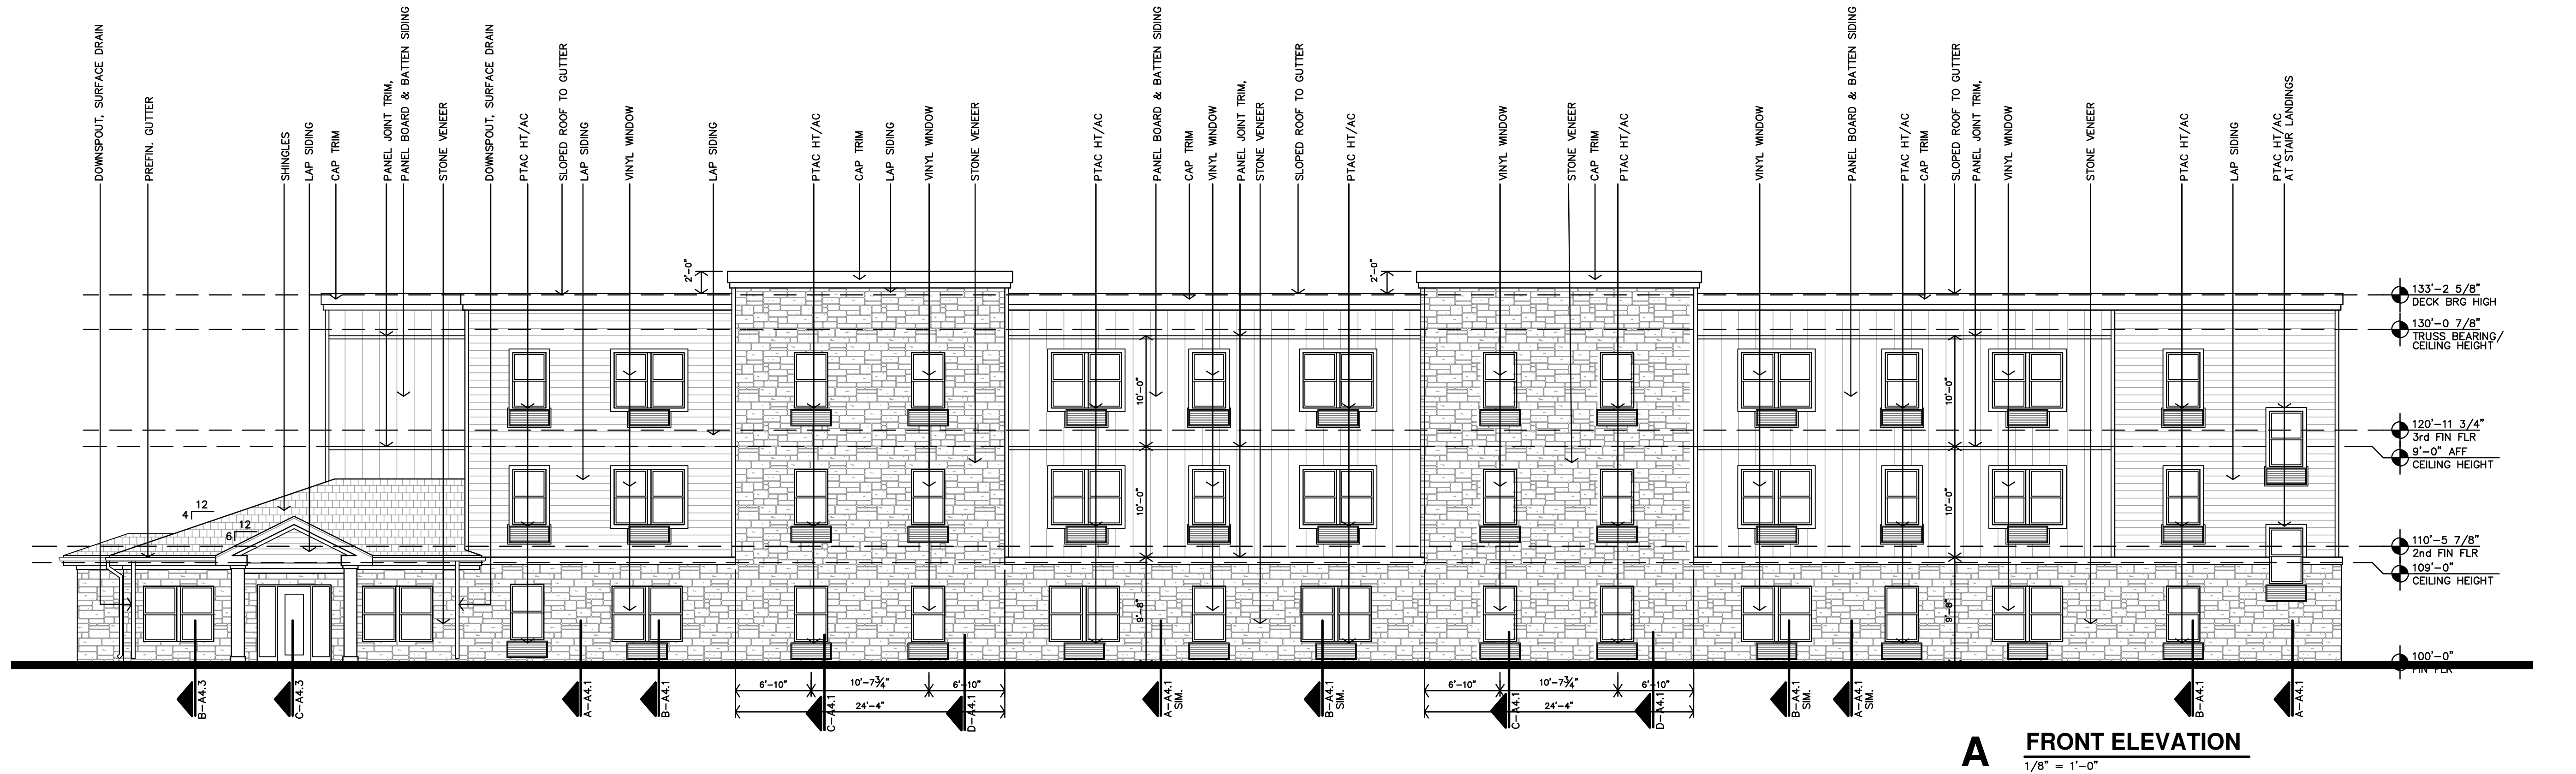 DOWNSPOUT, SURFACE DRAIN
PREFIN. GUTTER
SHINGLES
LAP SIDING
CAP TRIM
PANEL JOINT TRIM,
PANEL BOARD & BATTEN SIDING
STONE VENEER
DOWNSPOUT, SURFACE DRAIN
PTAC HT/AC
SLOPED ROOF TO GUTTER
LAP SIDING
VINYL WINDOW
LAP SIDING
PTAC HT/AC
CAP TRIM
LAP SIDING
VINYL WINDOW
STONE VENEER
PTAC HT/AC
PANEL BOARD & BATTEN SIDING
CAP TRIM
VINYL WINDOW
PANEL JOINT TRIM,
STONE VENEER
SLOPED ROOF TO GUTTER
PTAC HT/AC
VINYL WINDOW
STONE VENEER
CAP TRIM
PTAC HT/AC
VINYL WINDOW
PANEL BOARD & BATTEN SIDING
PTAC HT/AC
CAP TRIM
SLOPED ROOF TO GUTTER
PANEL JOINT TRIM,
VINYL WINDOW
STONE VENEER
PTAC HT/AC
LAP SIDING
PTAC HT/AC
AT STAIR LANDINGS
2'-0"
2'-0"
133'-2 5/8"
DECK BRG HIGH
130'-0 7/8"
TRUSS BEARING/
CEILING HEIGHT
10'-0"
10'-0"
120'-11 3/4"
3rd FIN FLR
9'-0" AFF
CEILING HEIGHT
12
4
12
6
10'-0"
10'-0"
110'-5 7/8"
2nd FIN FLR
109'-0"
CEILING HEIGHT
9'-8"
9'-8"
100'-0"
FIN FLR
6'-10"
10'-7¾"
6'-10"
24'-4"
6'-10"
10'-7¾"
6'-10"
24'-4"
B-A4.3
C-A4.3
A-A4.1
B-A4.1
C-A4.1
D-A4.1
A-A4.1
SIM.
B-A4.1
SIM.
C-A4.1
D-A4.1
B-A4.1
SIM.
A-A4.1
SIM.
B-A4.1
A-A4.1
A
FRONT ELEVATION
1/8" = 1'-0"